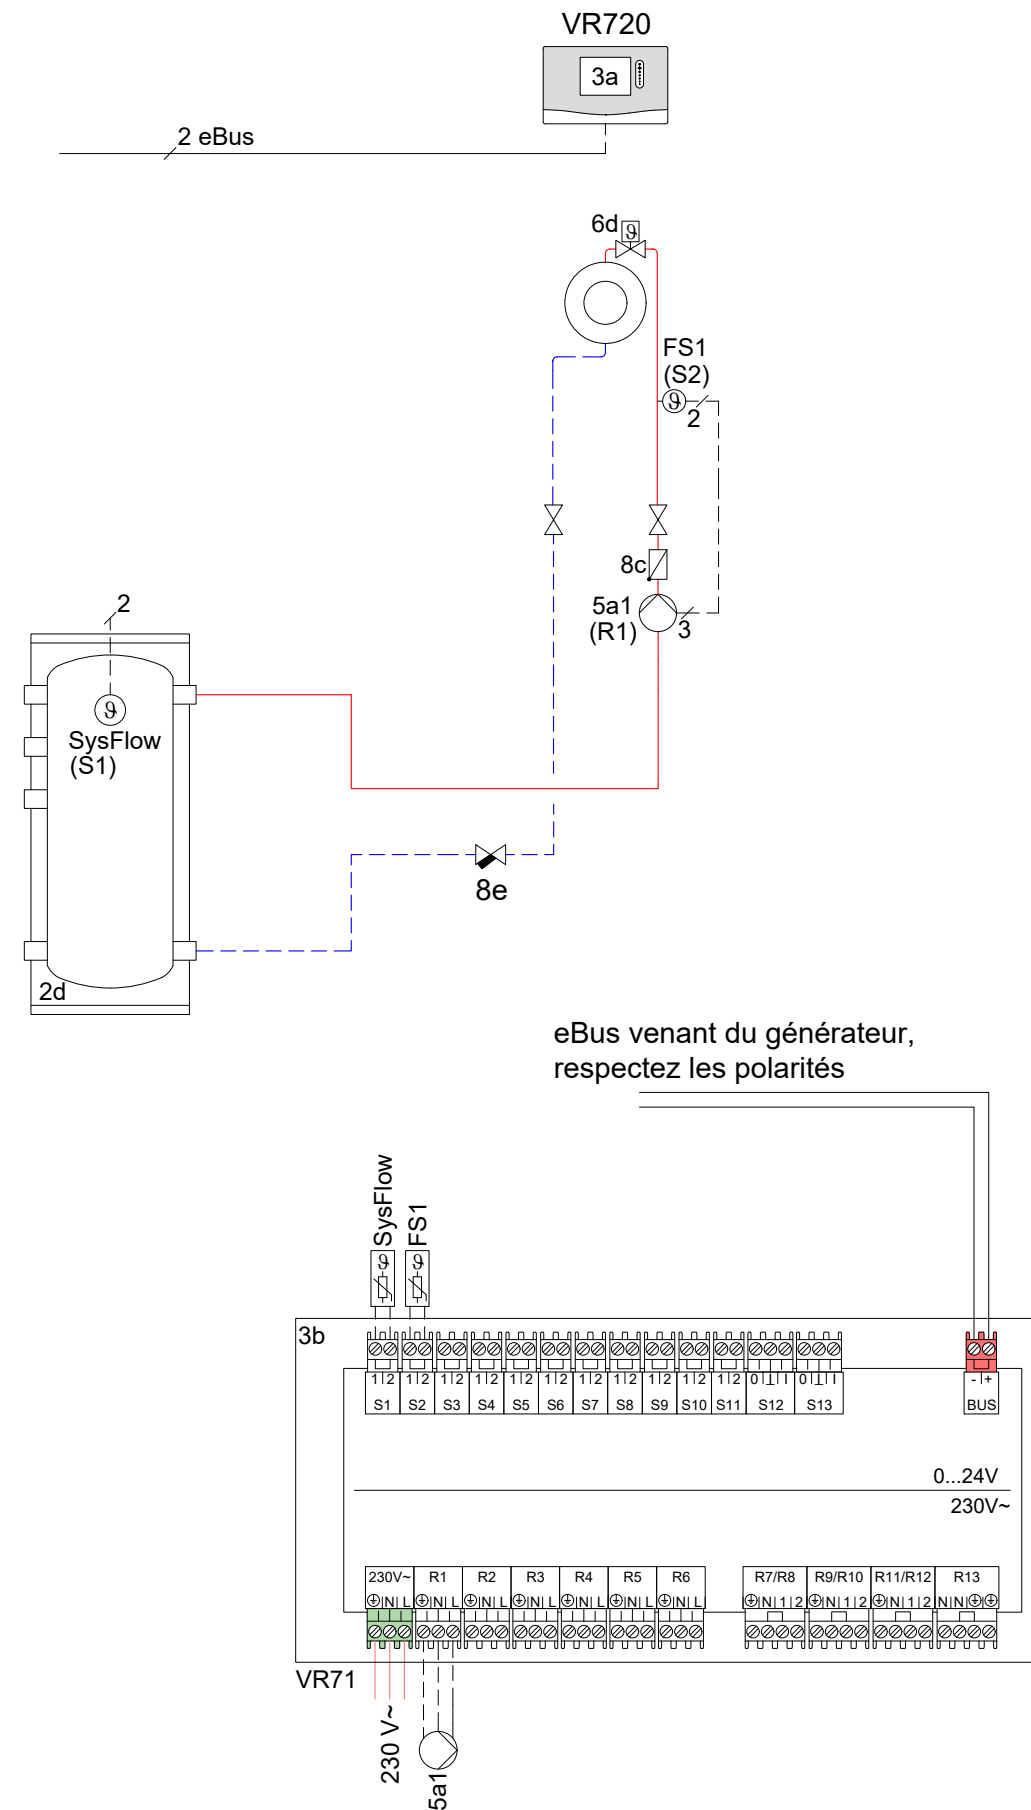 VR720
3a
2 eBus
6d
ϑ
FS1
(S2)
ϑ
2
8c
5a1
(R1)
3
2
ϑ
SysFlow
(S1)
8e
2d
eBus venant du générateur,
respectez les polarités
SysFlow
FS1
ϑ ϑ
3b
1 2 1 2 1 2 1 2 1 2 1 2 1 2 1 2 1 2 1 2 1 2 0 ⊥ I 0 ⊥ I - +
S1 S2 S3 S4 S5 S6 S7 S8 S9 S10 S11 S12 S13 BUS
0...24V
230V~
230V~ R1 R2 R3 R4 R5 R6 R7/R8 R9/R10 R11/R12 R13
⏚ N L ⏚ N L ⏚ N L ⏚ N L ⏚ N L ⏚ N L ⏚ N L ⏚ N 1 2 ⏚ N 1 2 ⏚ N 1 2 N N ⏚ ⏚
VR71
230 V~
5a1